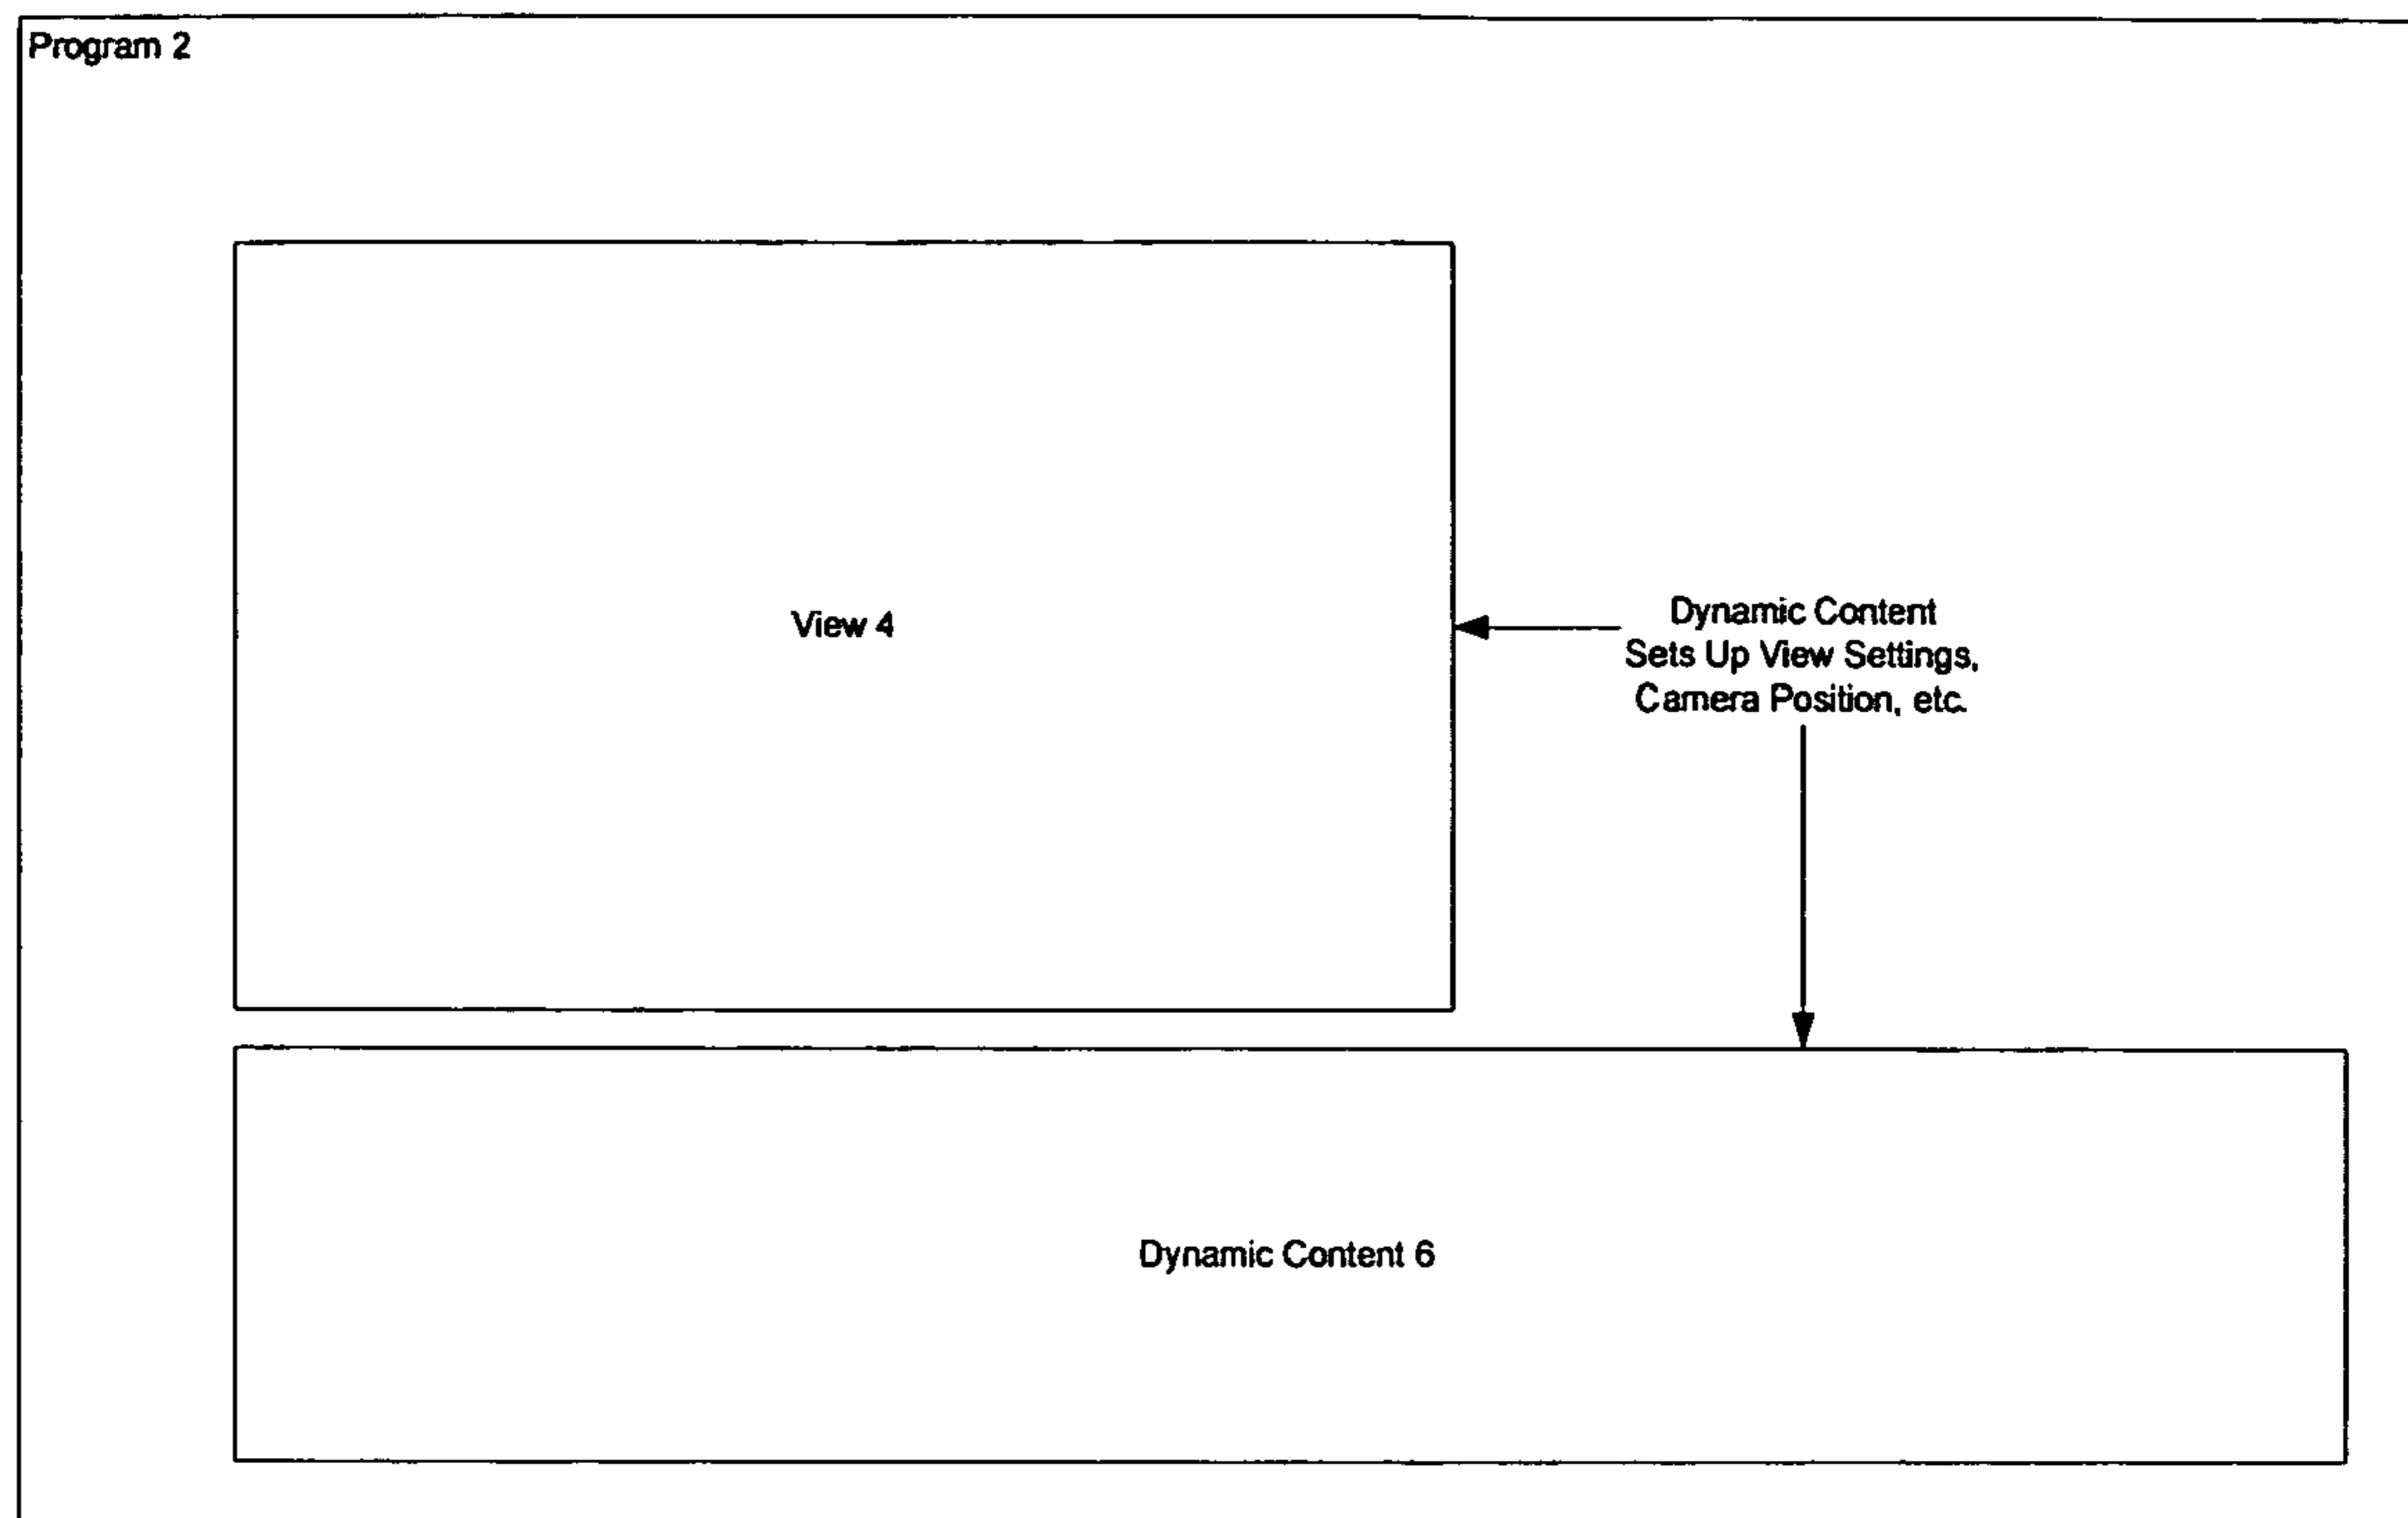 Program 2
View 4
Dynamic Content
Sets Up View Settings,
Camera Position, etc.
Dynamic Content 6